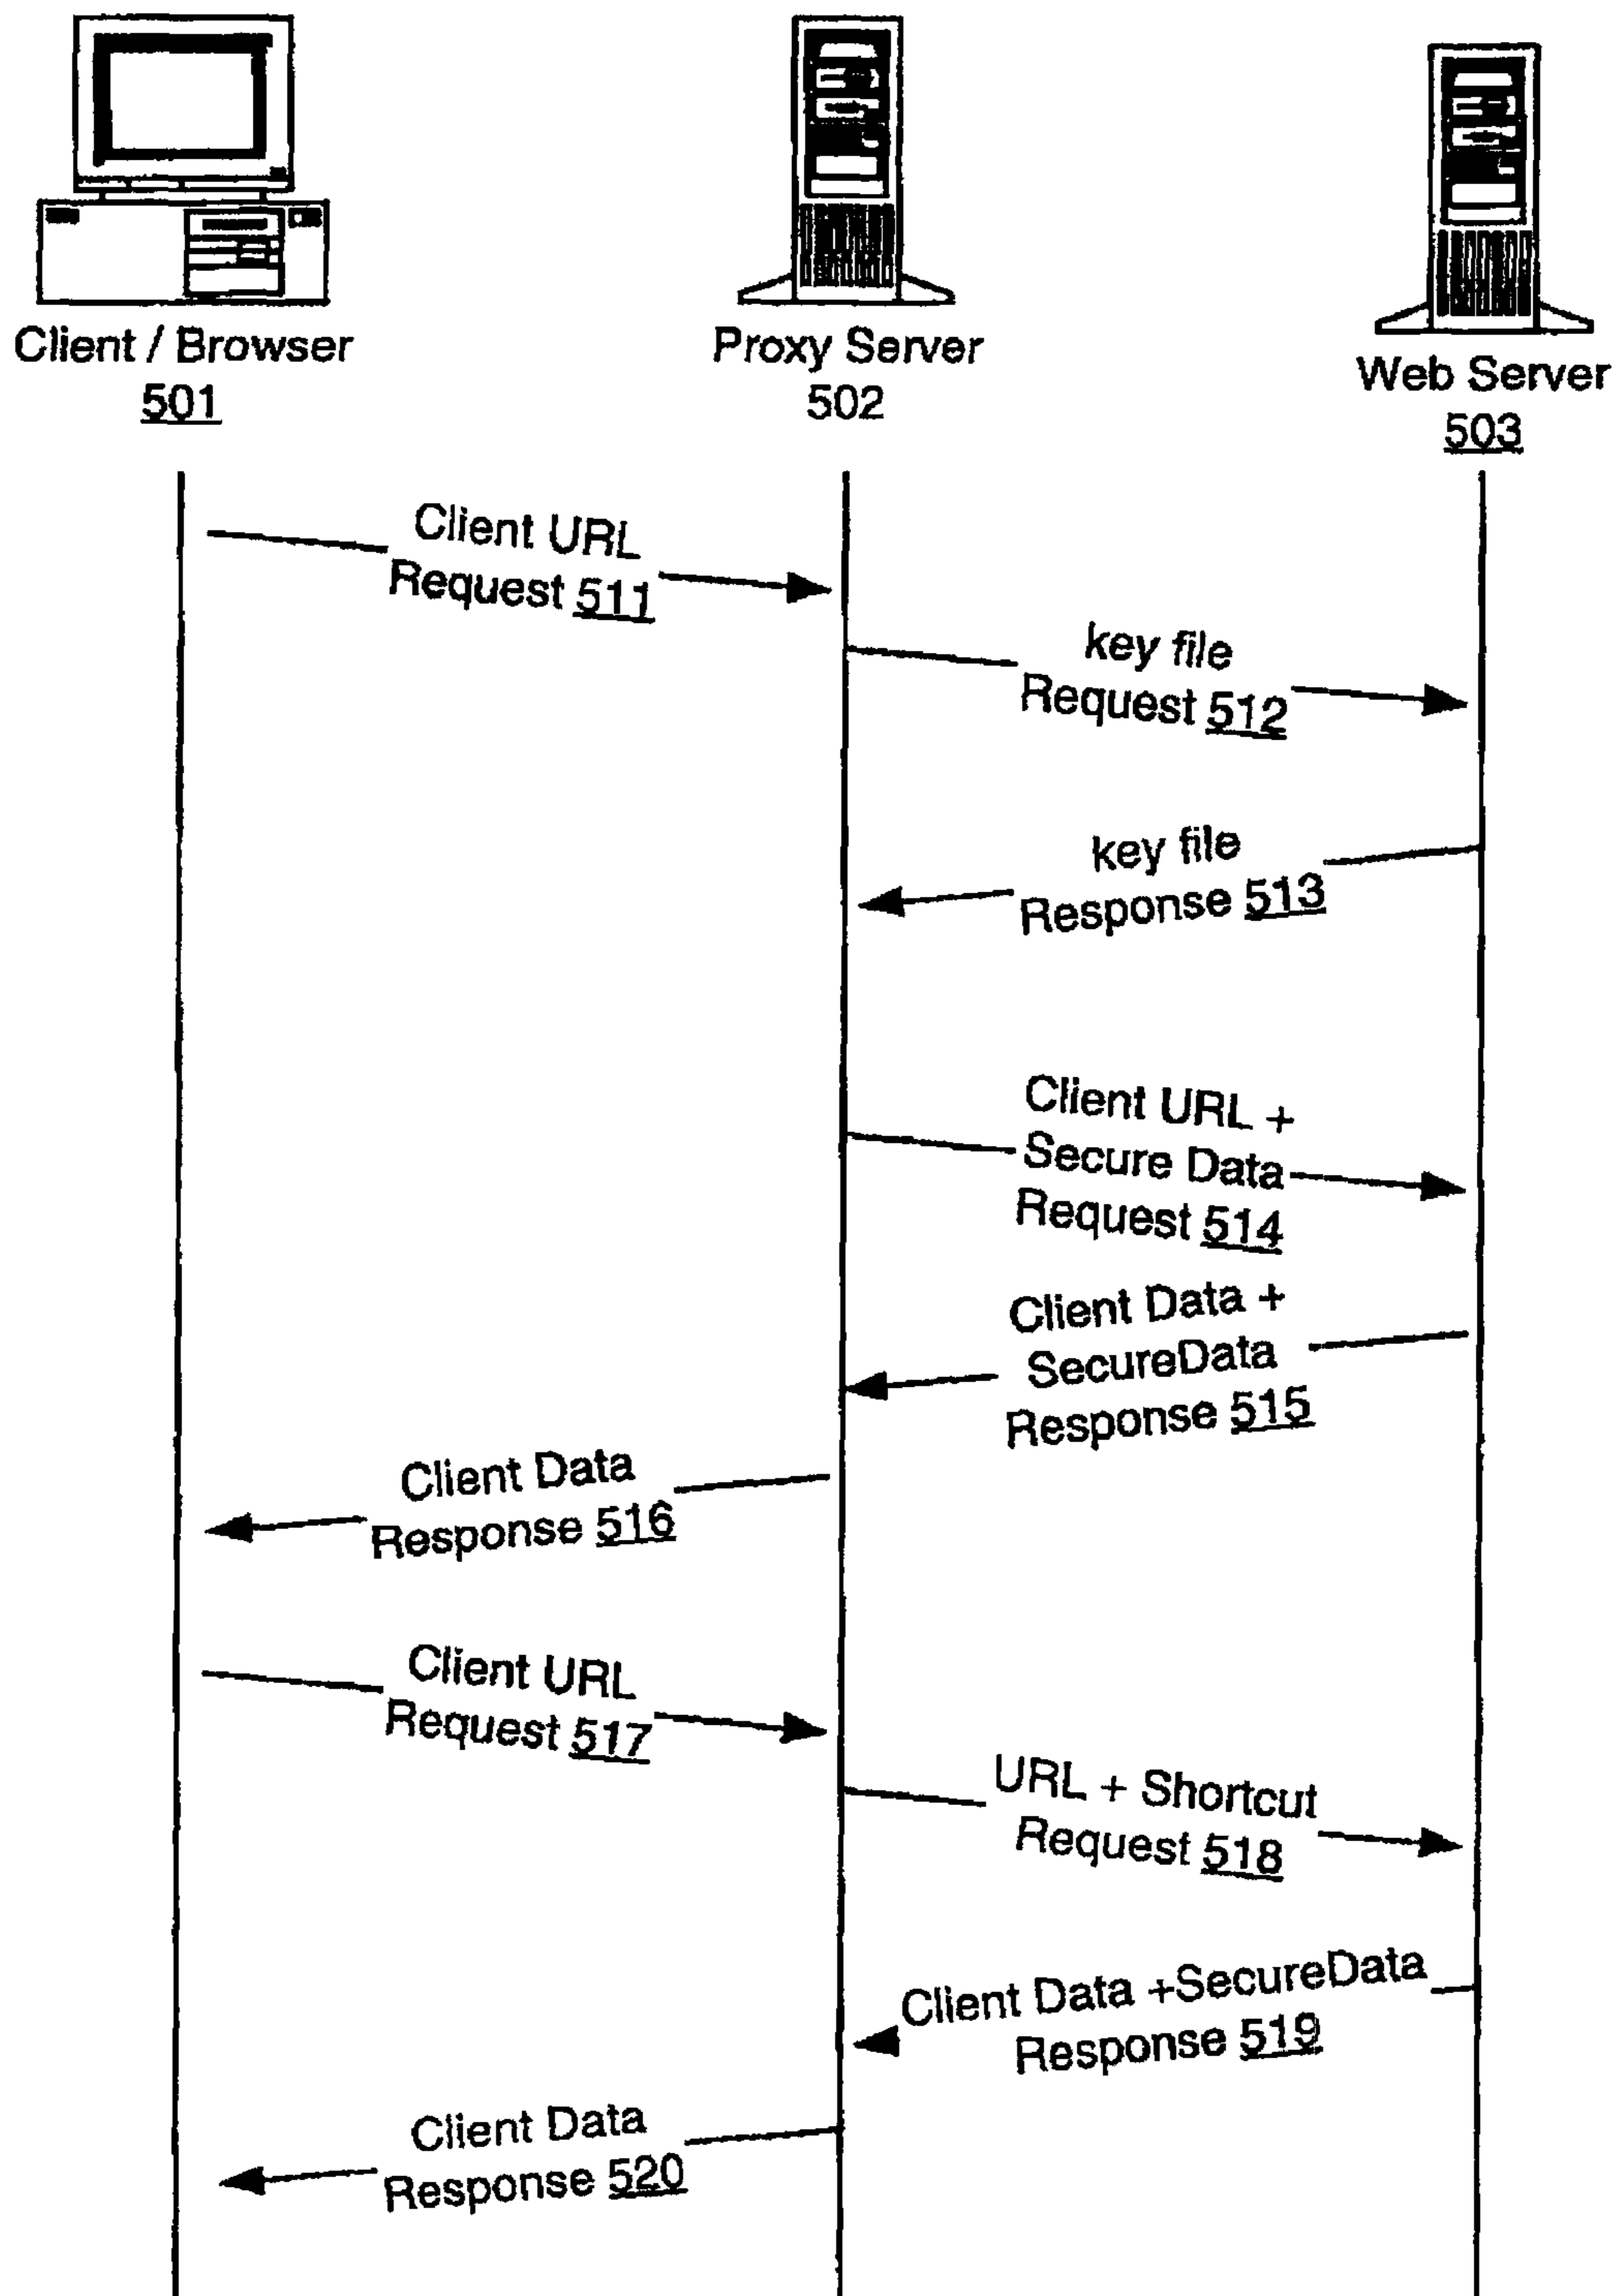 Client / Browser
501
Proxy Server
502
Web Server
503
Client URL
Request 511
key file
Request 512
key file
Response 513
Client URL +
Secure Data
Request 514
Client Data +
SecureData
Response 515
Client Data
Response 516
Client URL
Request 517
URL + Shortcut
Request 518
Client Data +SecureData
Response 519
Client Data
Response 520